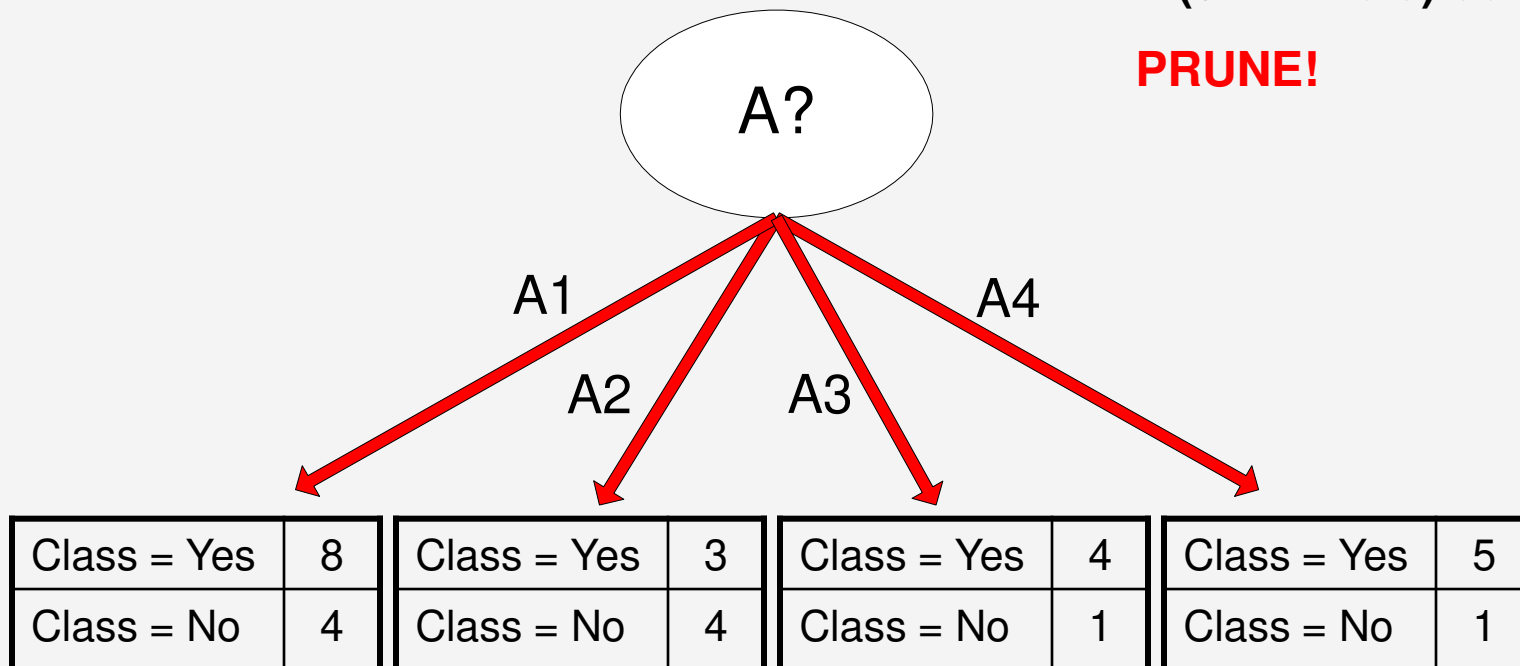 PRUNE!
A?
A1
A4
A2
A3
Class = Yes 8 Class = Yes 3 Class = Yes 4 Class = Yes 5
Class = No 4 Class = No 4 Class = No 1 Class = No 1